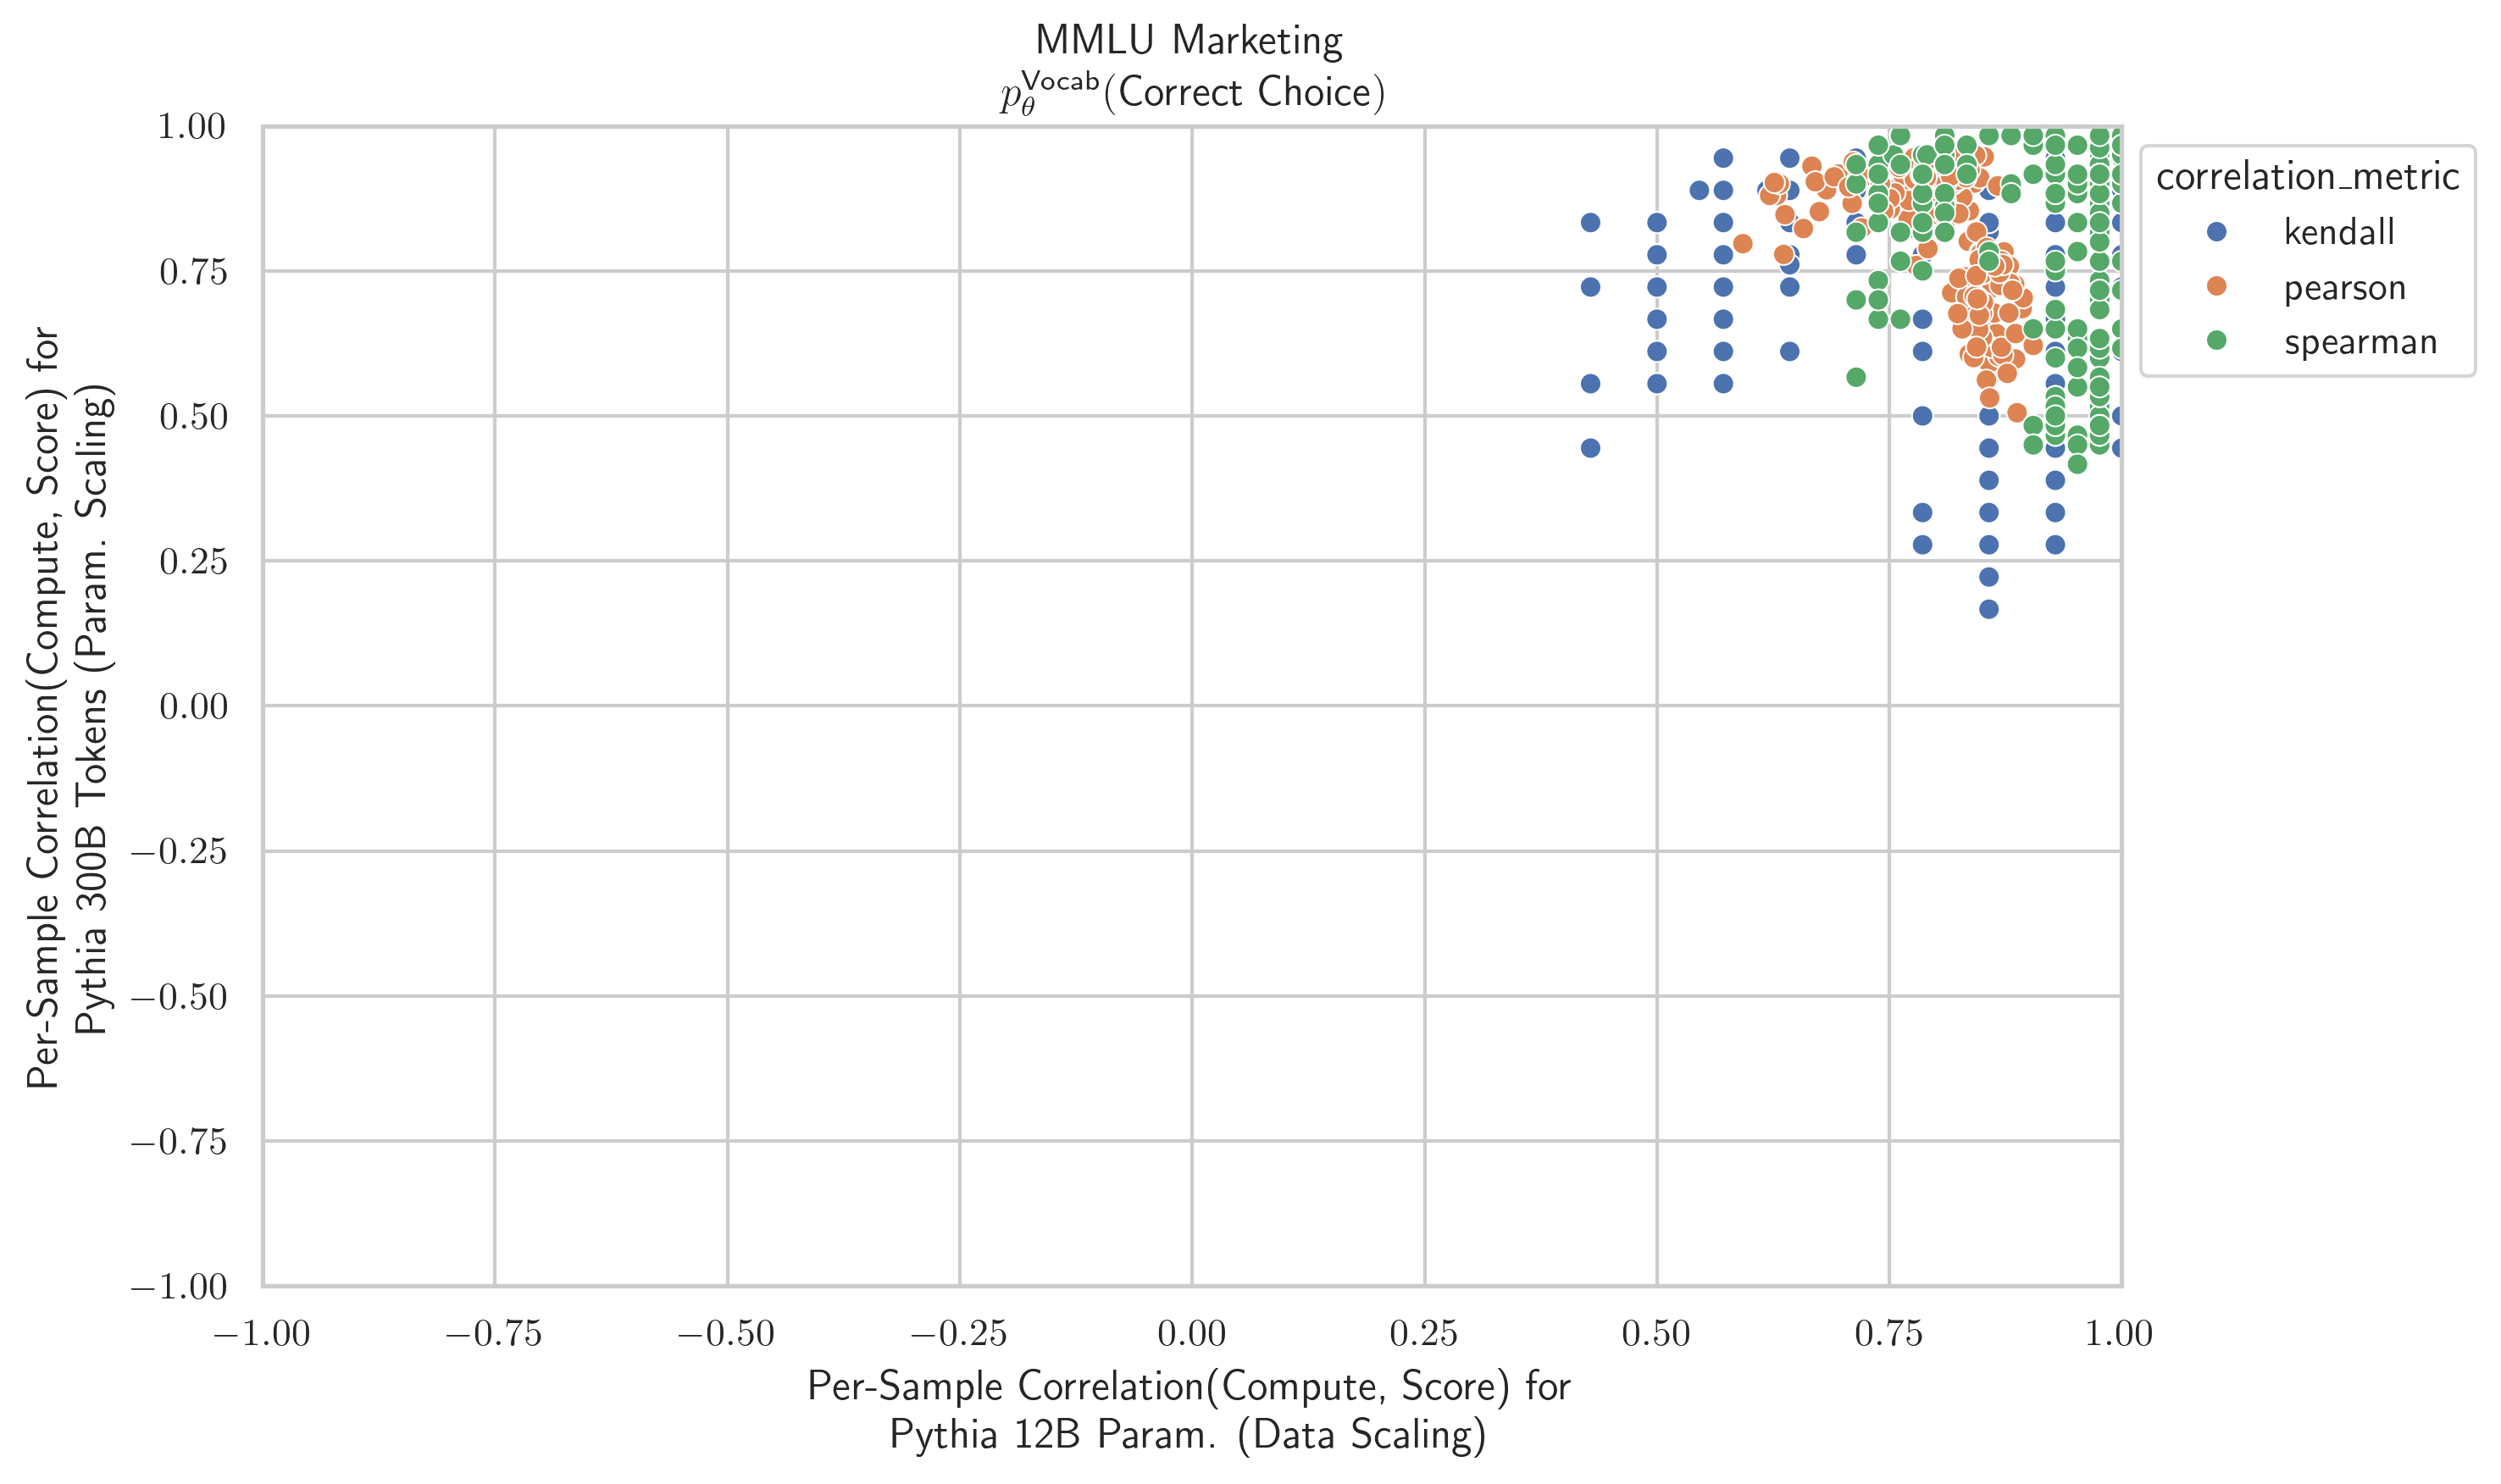 MMLU Marketing
p_θ^Vocab(Correct Choice)
Per-Sample Correlation(Compute, Score) for
Pythia 300B Tokens (Param. Scaling)
1.00
0.75
0.50
0.25
0.00
−0.25
−0.50
−0.75
−1.00
−1.00 −0.75 −0.50 −0.25 0.00 0.25 0.50 0.75 1.00
Per-Sample Correlation(Compute, Score) for
Pythia 12B Param. (Data Scaling)
correlation_metric
kendall
pearson
spearman